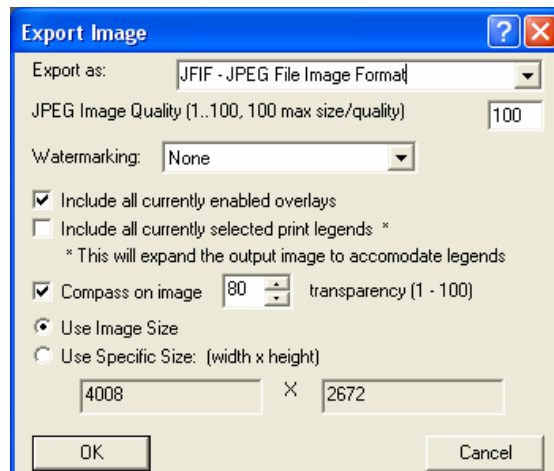 Export Image
Export as: JFIF - JPEG File Image Format
JPEG Image Quality (1..100, 100 max size/quality) 100
Watermarking: None
Include all currently enabled overlays
Include all currently selected print legends *
* This will expand the output image to accomodate legends
Compass on image 80 transparency (1 - 100)
Use Image Size
Use Specific Size: (width x height)
4008 X 2672
OK Cancel